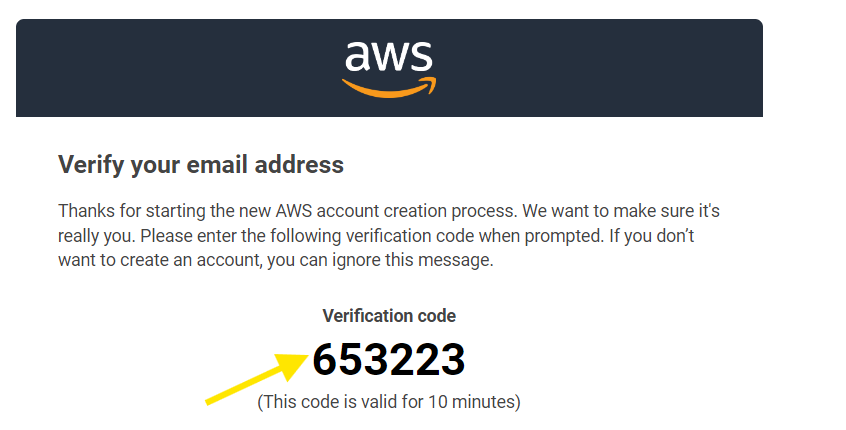 aws
Verify your email address
Thanks for starting the new AWS account creation process. We want to make sure it's
really you. Please enter the following verification code when prompted. If you don’t
want to create an account, you can ignore this message.
Verification code
653223
(This code is valid for 10 minutes)